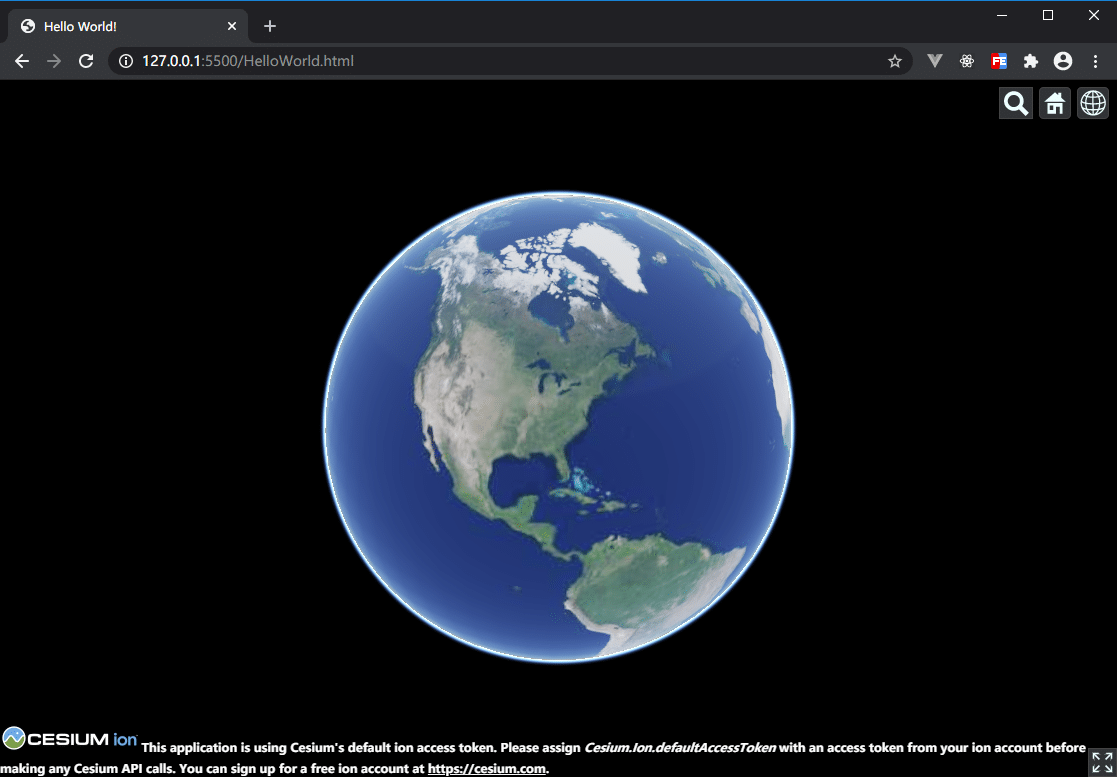 Hello World!
127.0.0.1:5500/HelloWorld.html
FE
CESIUM ion This application is using Cesium's default ion access token. Please assign Cesium.Ion.defaultAccessToken with an access token from your ion account before
making any Cesium API calls. You can sign up for a free ion account at https://cesium.com.